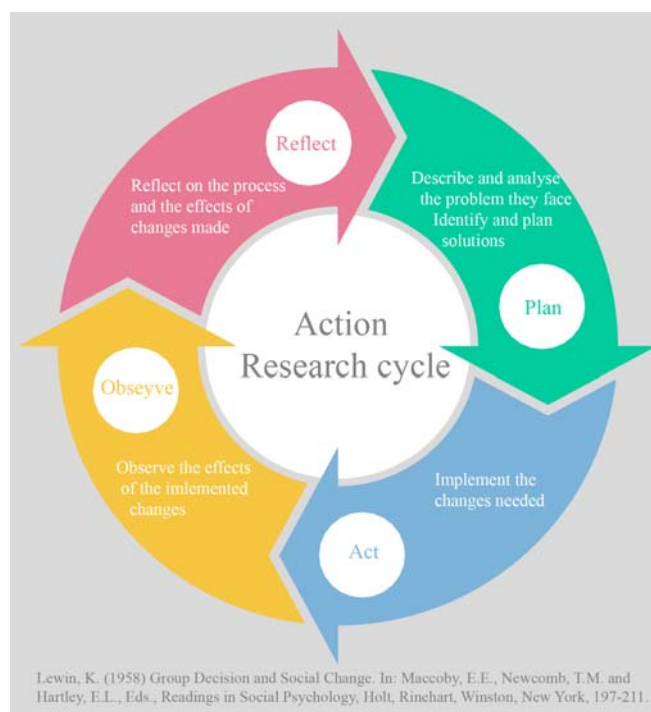 Reflect
Reflect on the process
and the effects of
changes made
Describe and analyse
the problem they face
Identify and plan
solutions
Plan
Action
Research cycle
Obseyve
Observe the effects
of the imlemented
changes
Implement the
changes needed
Act
Lewin, K. (1958) Group Decision and Social Change. In: Maccoby, E.E., Newcomb, T.M. and
Hartley, E.L., Eds., Readings in Social Psychology, Holt, Rinehart, Winston, New York, 197-211.